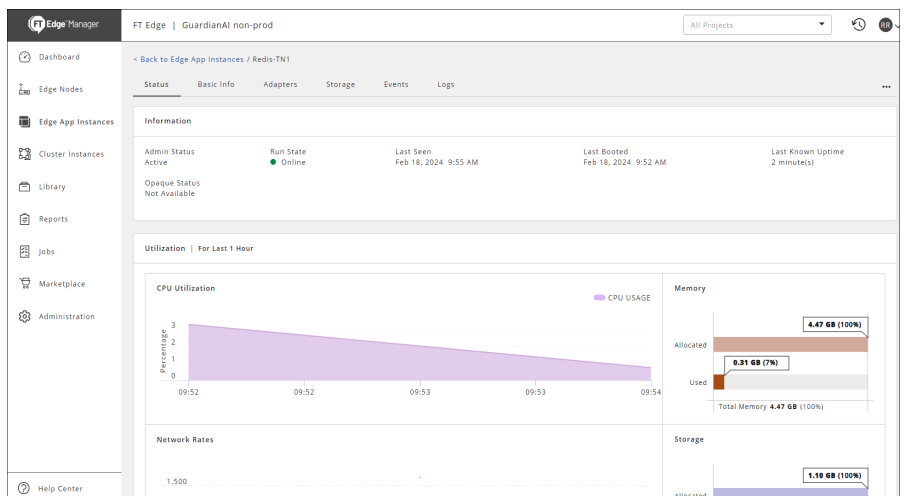 FT Edge™ Manager
FT Edge | GuardianAI non-prod
All Projects
RR
Dashboard
Edge Nodes
Edge App Instances
Cluster Instances
Library
Reports
Jobs
Marketplace
Administration
Help Center
< Back to Edge App Instances / Redis-TN1
Status Basic Info Adapters Storage Events Logs
Information
Admin Status Run State Last Seen Last Booted Last Known Uptime
Active Online Feb 18, 2024 9:55 AM Feb 18, 2024 9:52 AM 2 minute(s)
Opaque Status
Not Available
Utilization | For Last 1 Hour
CPU Utilization
CPU USAGE
Percentage
3
2
1
0
09:52 09:52 09:53 09:53 09:54
Memory
4.47 GB (100%)
Allocated
0.31 GB (7%)
Used
Total Memory 4.47 GB (100%)
Network Rates
1.500
Storage
1.10 GB (100%)
Allocated